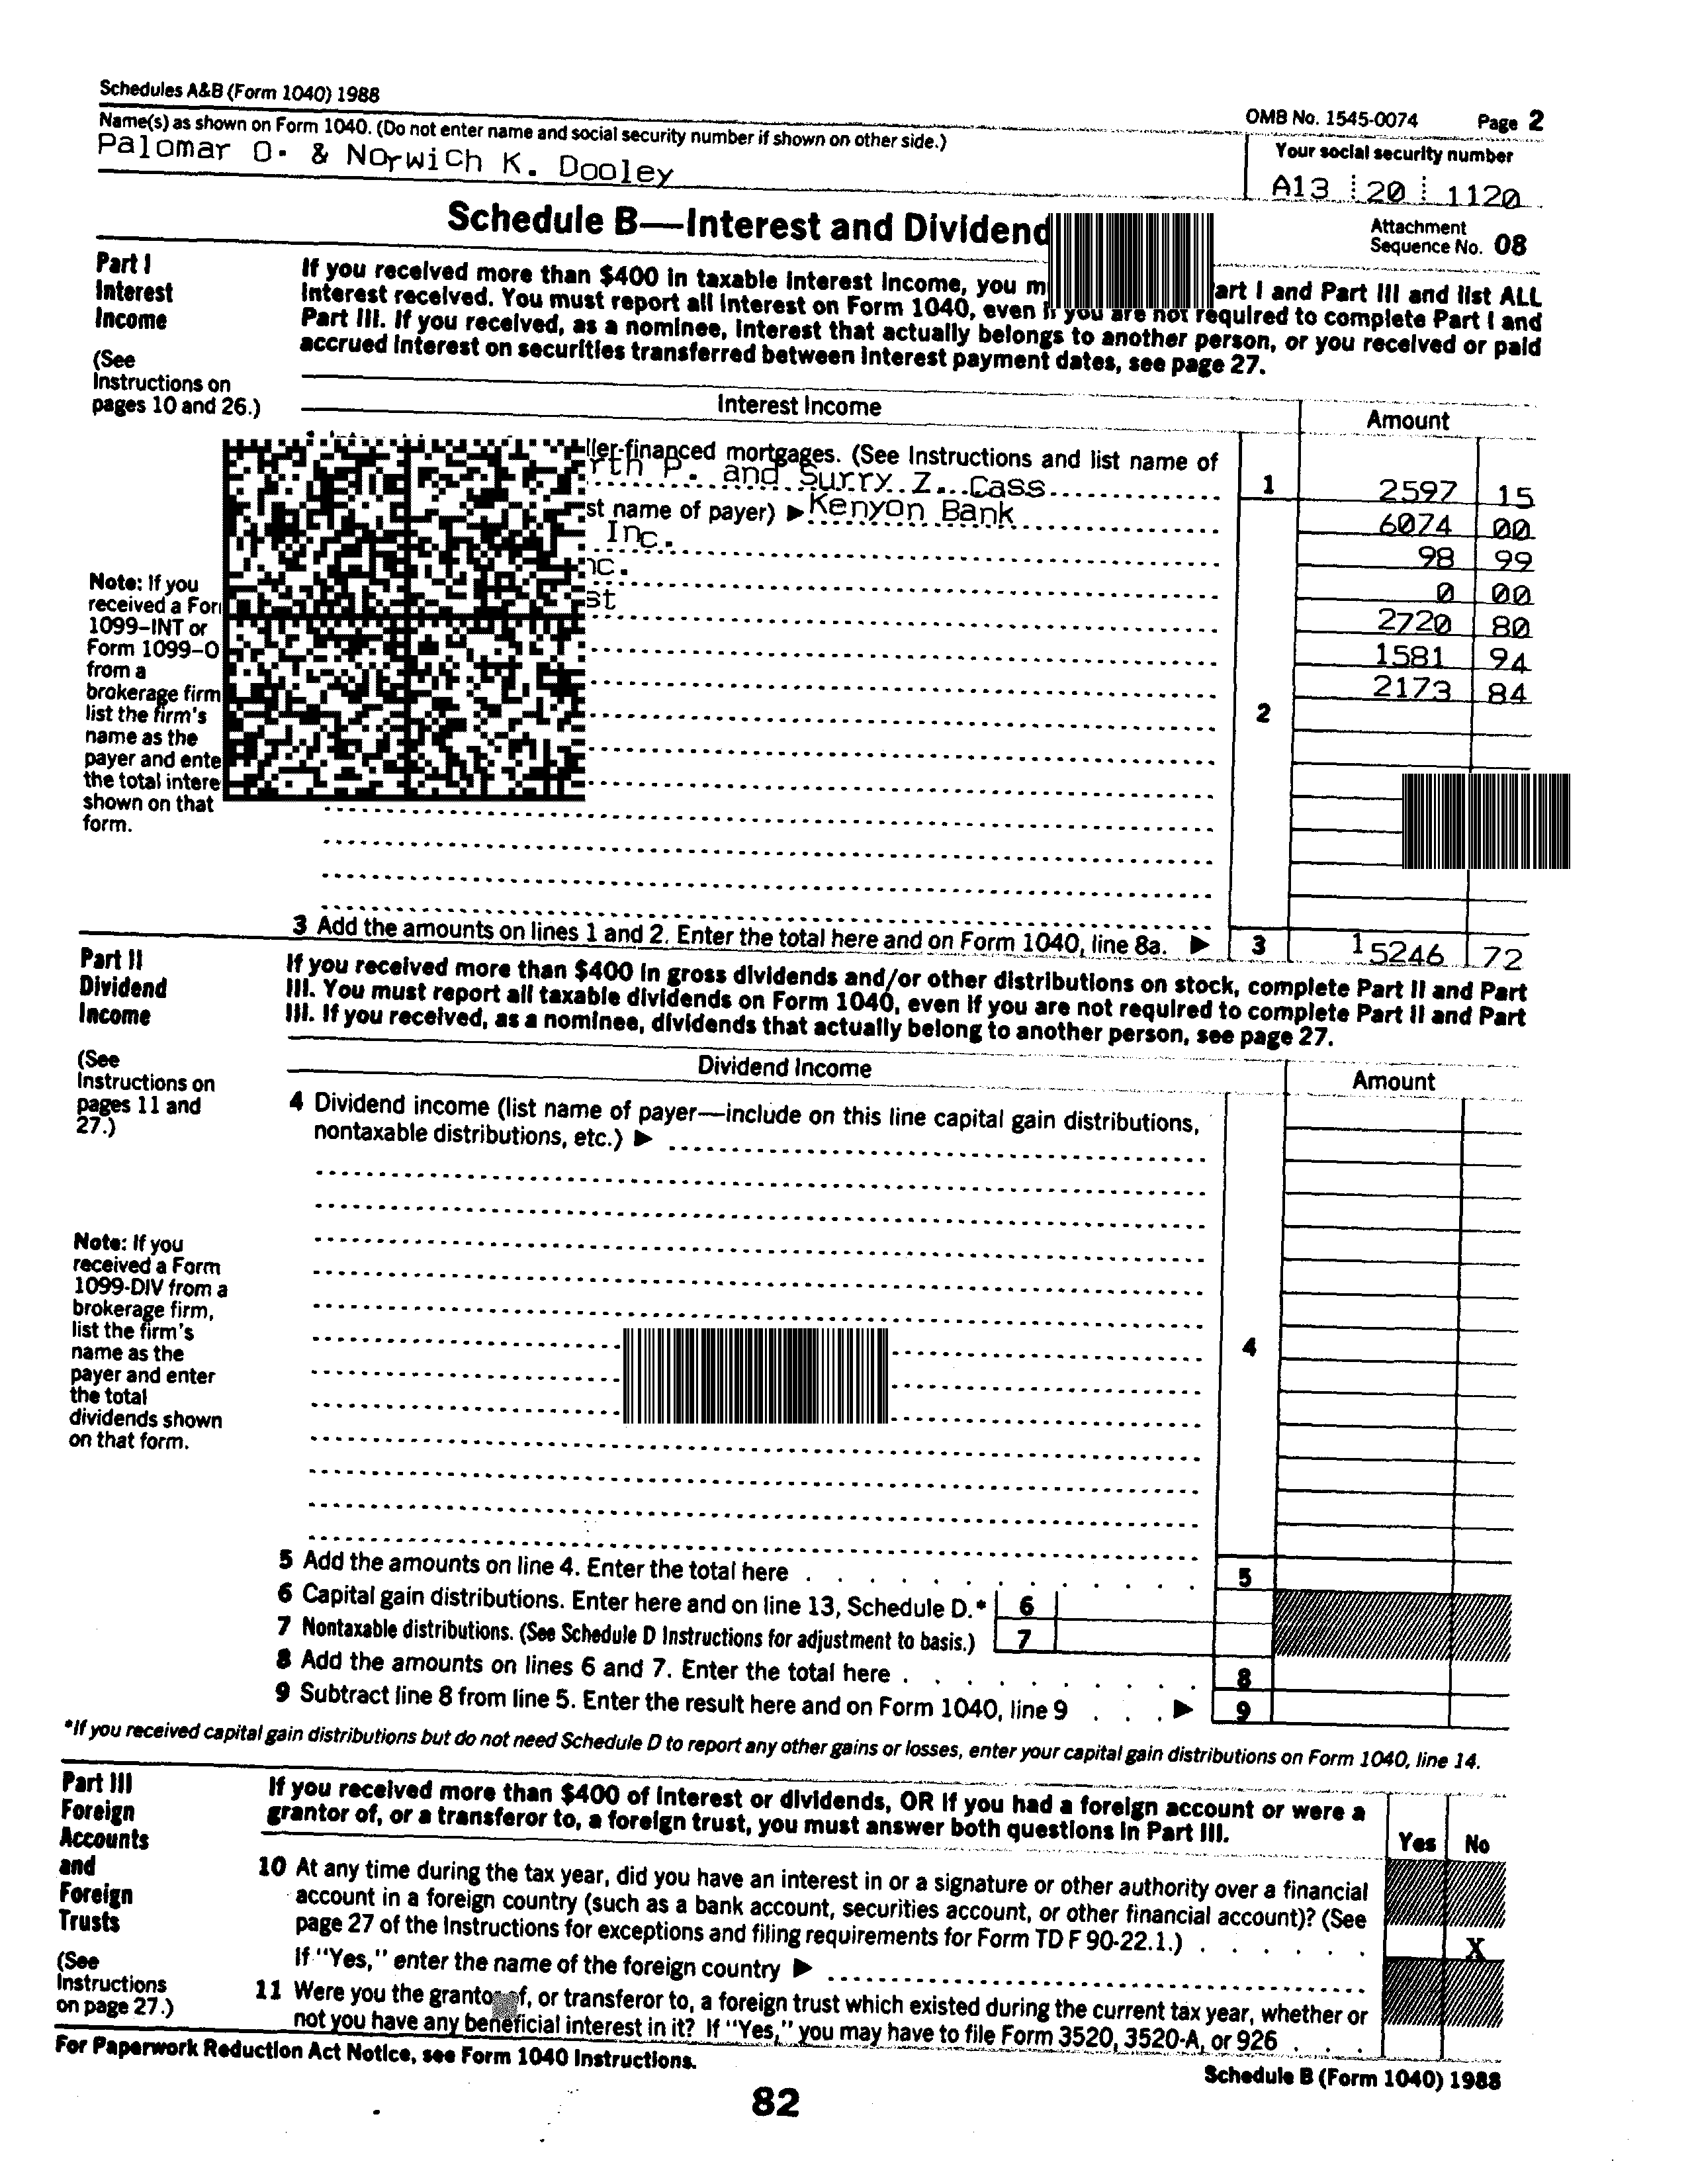 Schedules A&B (Form 1040) 1988
OMB No. 1545-0074 Page 2
Name(s) as shown on Form 1040. (Do not enter name and social security number if shown on other side.)
Your social security number
Palomar O. & Norwich K. Dooley
A13 20 1120
Schedule B—Interest and Dividend
Attachment
Sequence No. 08
Part I
Interest
Income
(See
Instructions on
pages 10 and 26.)
If you received more than $400 in taxable interest income, you m art I and Part III and list ALL
interest received. You must report all interest on Form 1040, even if you are not required to complete Part I and
Part III. If you received, as a nominee, interest that actually belongs to another person, or you received or paid
accrued interest on securities transferred between interest payment dates, see page 27.
Interest Income
Amount
ller-financed mortgages. (See Instructions and list name of
rth P. and Surry Z. Cass 1 2597 15
st name of payer) ▶ Kenyon Bank 6074 00
Inc. 98 99
nc. 0 00
st 2720 80
1581 94
2173 84
2
Note: If you
received a For
1099-INT or
Form 1099-O
from a
brokerage firm
list the firm's
name as the
payer and ente
the total intere
shown on that
form.
3 Add the amounts on lines 1 and 2. Enter the total here and on Form 1040, line 8a. ▶ 3 15246 72
Part II
Dividend
Income
(See
Instructions on
pages 11 and
27.)
If you received more than $400 in gross dividends and/or other distributions on stock, complete Part II and Part
III. You must report all taxable dividends on Form 1040, even if you are not required to complete Part II and Part
III. If you received, as a nominee, dividends that actually belong to another person, see page 27.
Dividend Income
Amount
4 Dividend income (list name of payer—include on this line capital gain distributions,
nontaxable distributions, etc.) ▶
4
Note: If you
received a Form
1099-DIV from a
brokerage firm,
list the firm's
name as the
payer and enter
the total
dividends shown
on that form.
5 Add the amounts on line 4. Enter the total here 5
6 Capital gain distributions. Enter here and on line 13, Schedule D.* 6
7 Nontaxable distributions. (See Schedule D Instructions for adjustment to basis.) 7
8 Add the amounts on lines 6 and 7. Enter the total here 8
9 Subtract line 8 from line 5. Enter the result here and on Form 1040, line 9 ▶ 9
*If you received capital gain distributions but do not need Schedule D to report any other gains or losses, enter your capital gain distributions on Form 1040, line 14.
Part III
Foreign
Accounts
and
Foreign
Trusts
(See
Instructions
on page 27.)
If you received more than $400 of interest or dividends, OR if you had a foreign account or were a
grantor of, or a transferor to, a foreign trust, you must answer both questions in Part III.
Yes No
10 At any time during the tax year, did you have an interest in or a signature or other authority over a financial
account in a foreign country (such as a bank account, securities account, or other financial account)? (See
page 27 of the Instructions for exceptions and filing requirements for Form TD F 90-22.1.) X
If "Yes," enter the name of the foreign country ▶
11 Were you the grantor of, or transferor to, a foreign trust which existed during the current tax year, whether or
not you have any beneficial interest in it? If "Yes," you may have to file Form 3520, 3520-A, or 926
For Paperwork Reduction Act Notice, see Form 1040 Instructions.
Schedule B (Form 1040) 1988
82